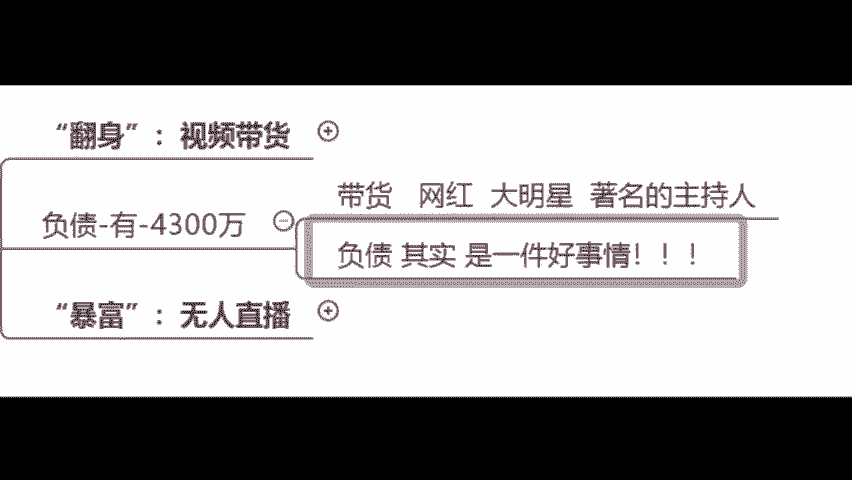 “翻身”：视频带货
带货 网红 大明星 著名的主持人
负债-有-4300万
负债 其实 是一件好事情！！！
“暴富”：无人直播